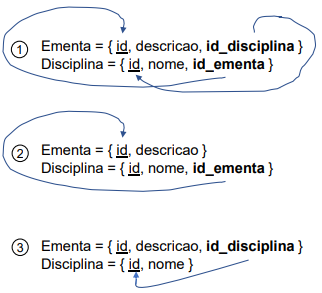 1 Ementa = { id, descricao, id_disciplina }
Disciplina = { id, nome, id_ementa }
2 Ementa = { id, descricao }
Disciplina = { id, nome, id_ementa }
3 Ementa = { id, descricao, id_disciplina }
Disciplina = { id, nome }